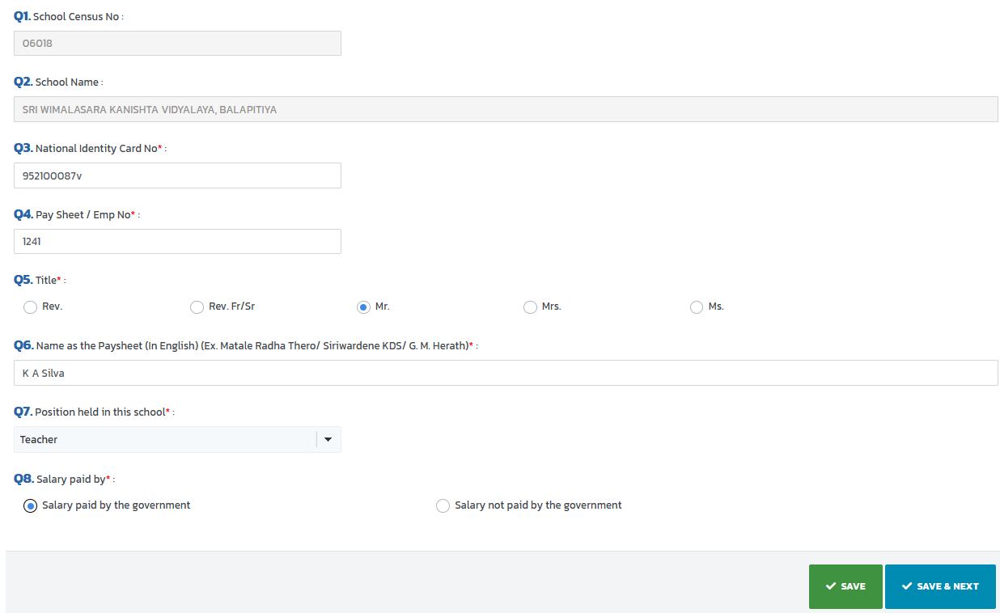 Q1. School Census No :
06018
Q2. School Name :
SRI WIMALASARA KANISHTA VIDYALAYA, BALAPITIYA
Q3. National Identity Card No* :
952100087v
Q4. Pay Sheet / Emp No* :
1241
Q5. Title* :
Rev. Rev. Fr/Sr Mr. Mrs. Ms.
Q6. Name as the Paysheet (In English) (Ex. Matale Radha Thero/ Siriwardene KDS/ G. M. Herath)* :
K A Silva
Q7. Position held in this school* :
Teacher
Q8. Salary paid by* :
Salary paid by the government Salary not paid by the government
SAVE SAVE & NEXT